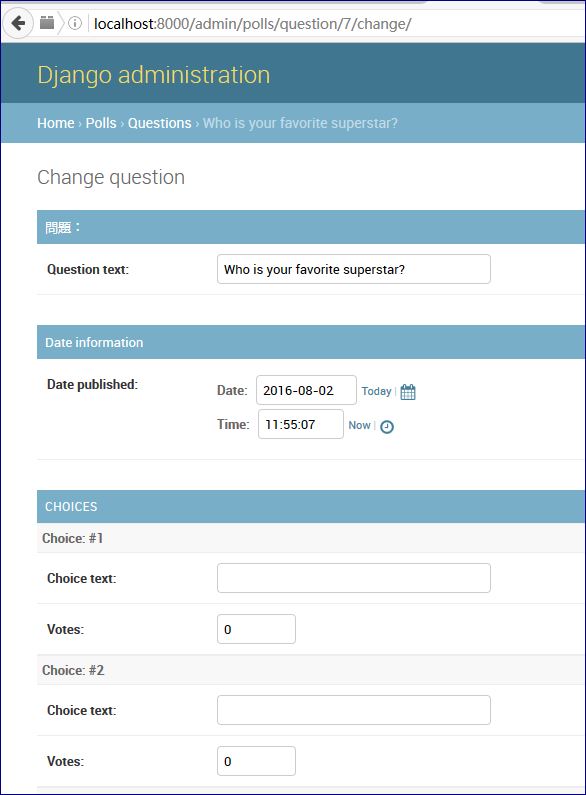 localhost:8000/admin/polls/question/7/change/
Django administration
Home › Polls › Questions › Who is your favorite superstar?
Change question
問題：
Question text: Who is your favorite superstar?
Date information
Date published: Date: 2016-08-02 Today |
Time: 11:55:07 Now |
CHOICES
Choice: #1
Choice text:
Votes: 0
Choice: #2
Choice text:
Votes: 0